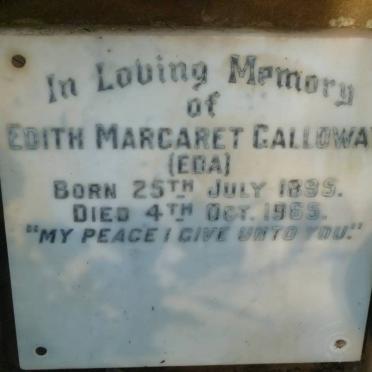 In Loving Memory
of
EDITH MARGARET GALLOWAY
(EDA)
BORN 25TH JULY 1895.
DIED 4TH OCT. 1965.
"MY PEACE I GIVE UNTO YOU."